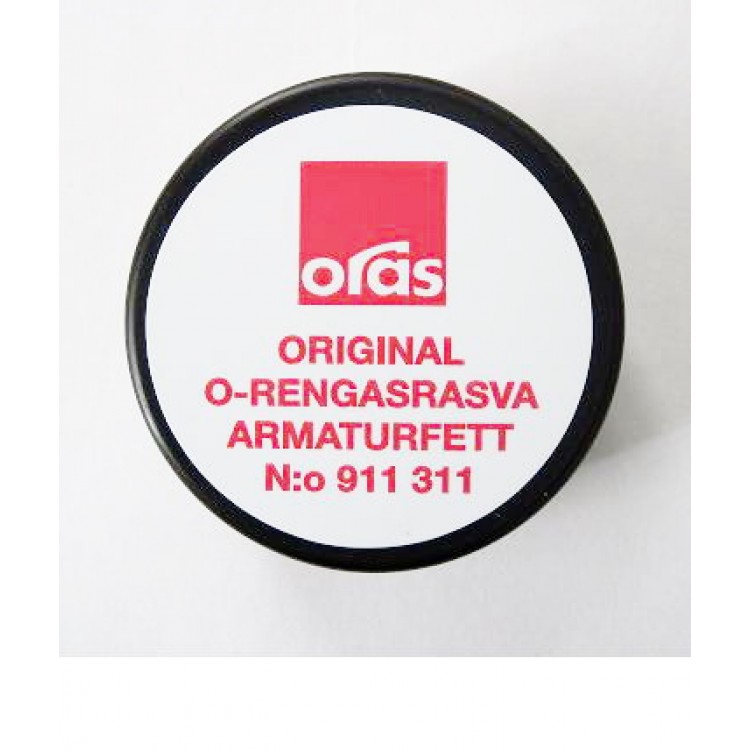 oras
ORIGINAL
O-RENGASRASVA
ARMATURFETT
N:o 911 311